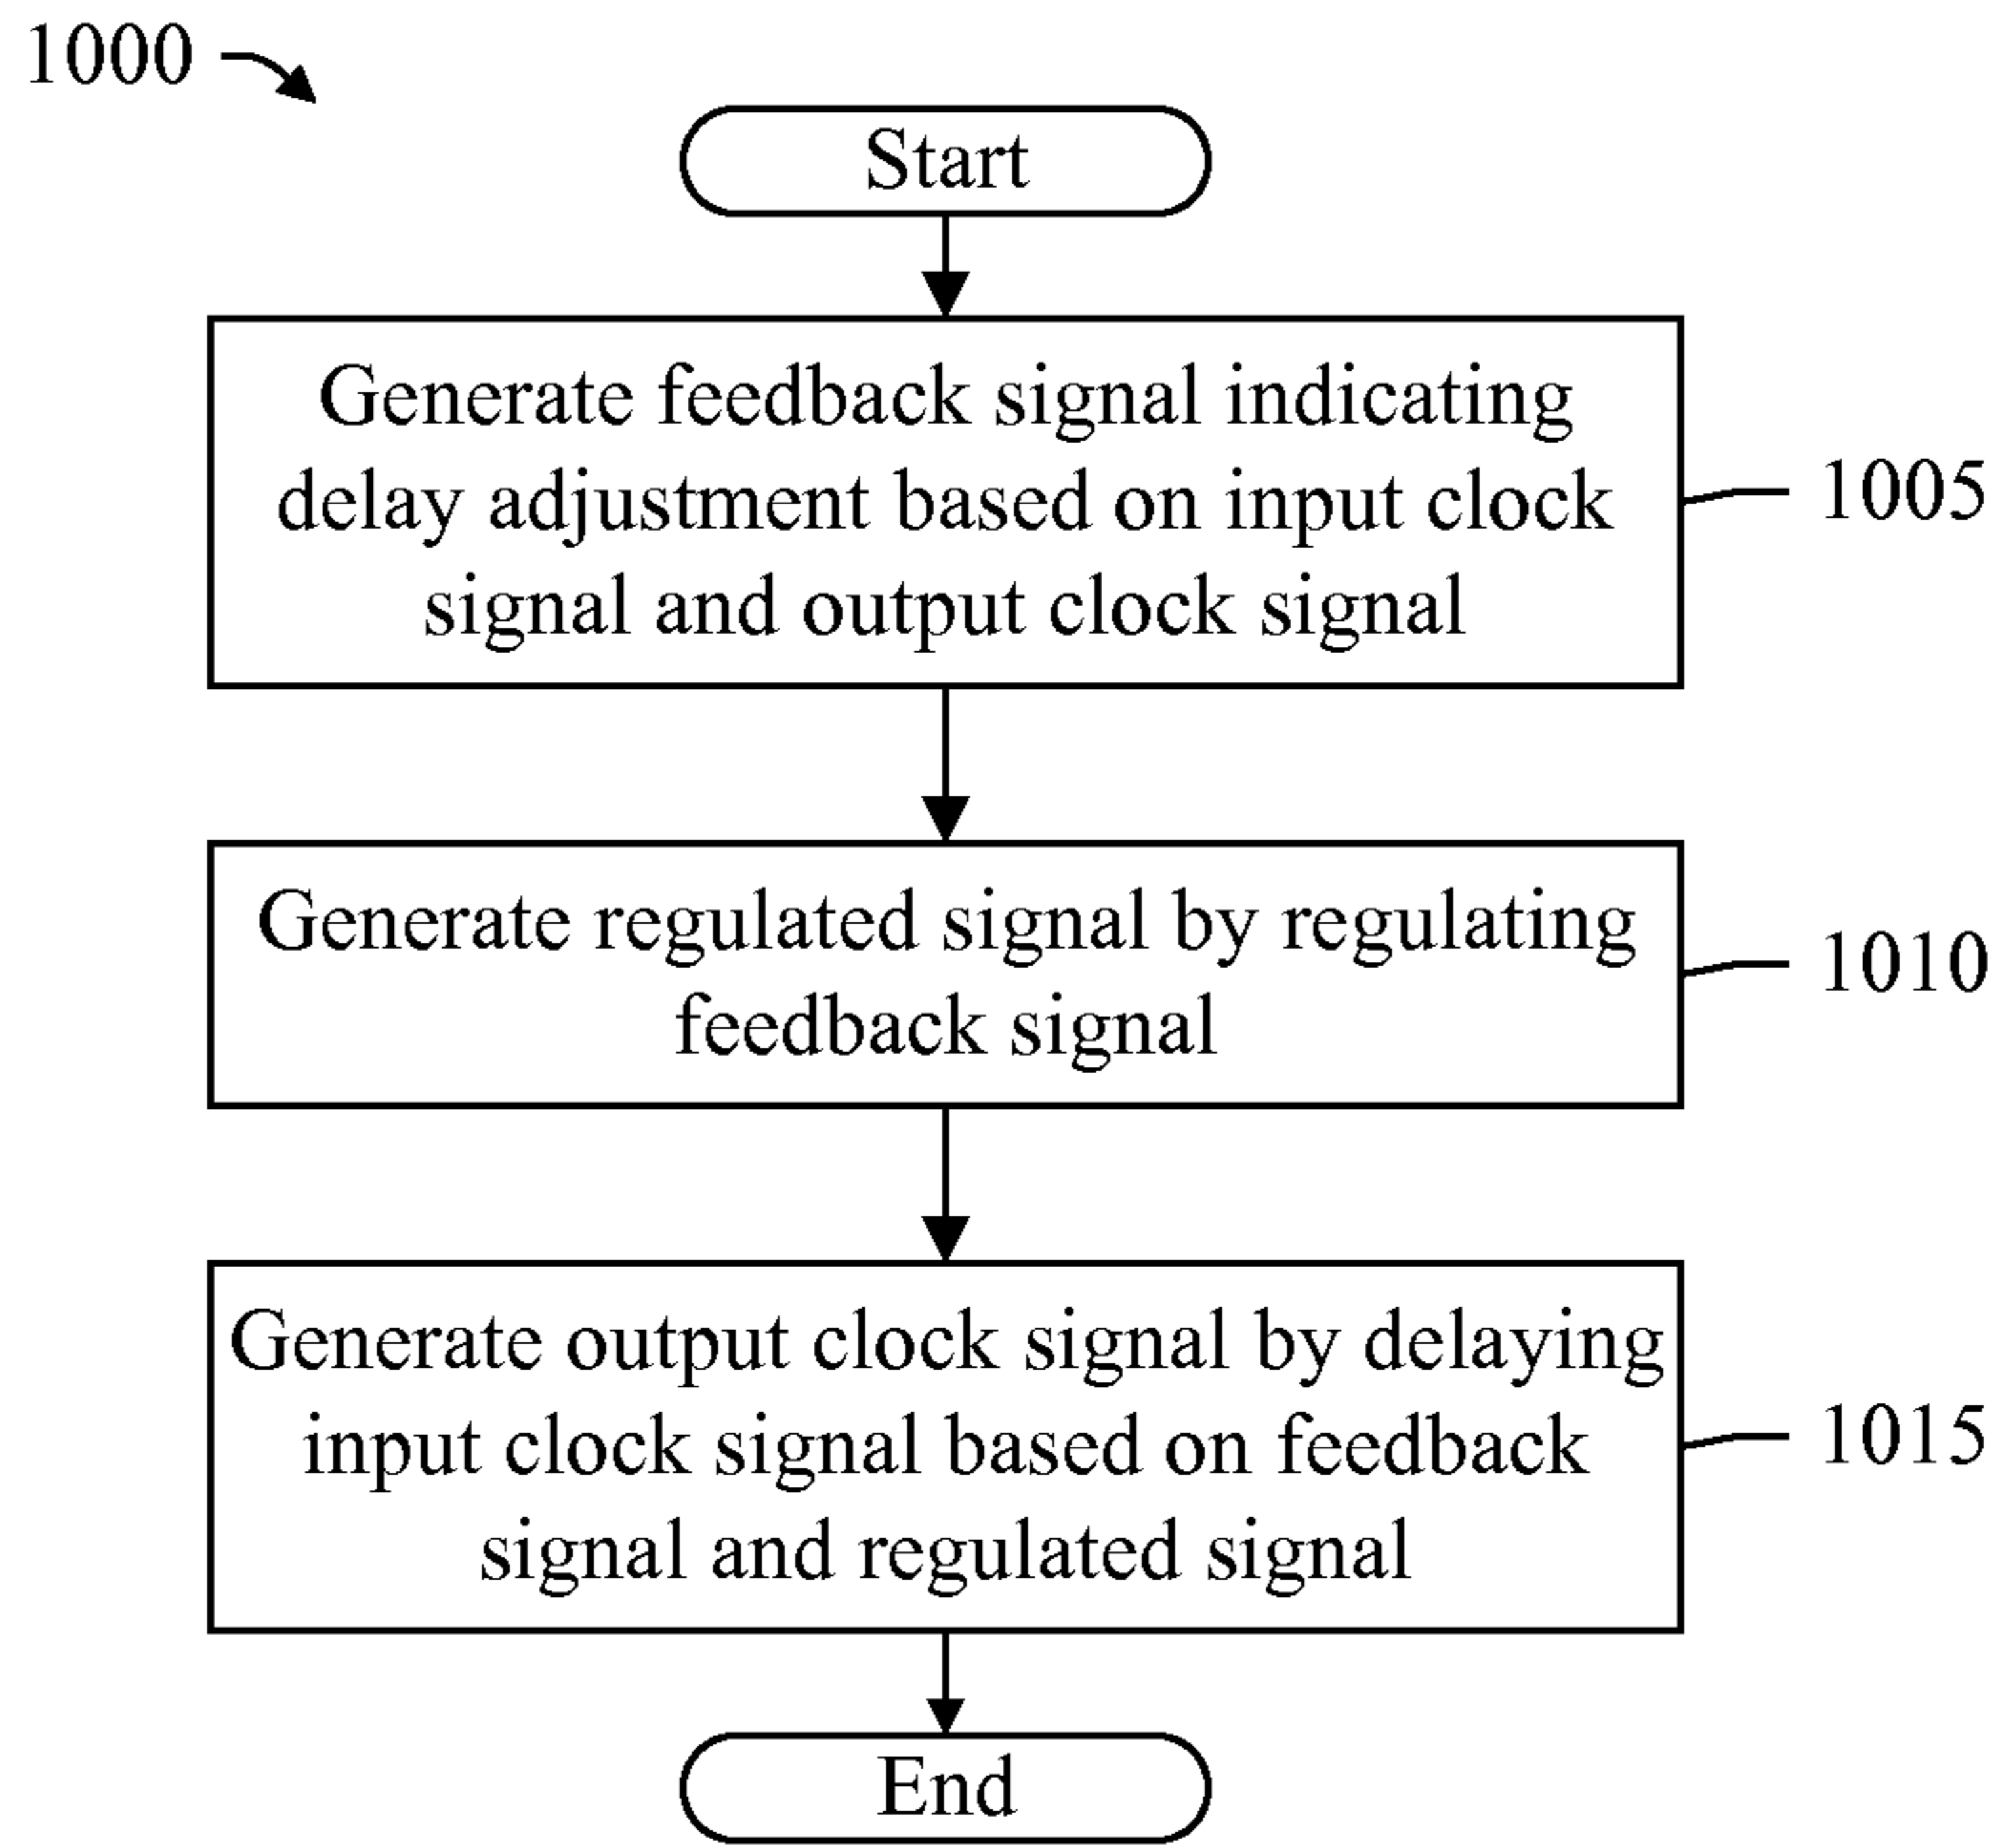 1000
Start
Generate feedback signal indicating
delay adjustment based on input clock
signal and output clock signal
1005
Generate regulated signal by regulating
feedback signal
1010
Generate output clock signal by delaying
input clock signal based on feedback
signal and regulated signal
1015
End